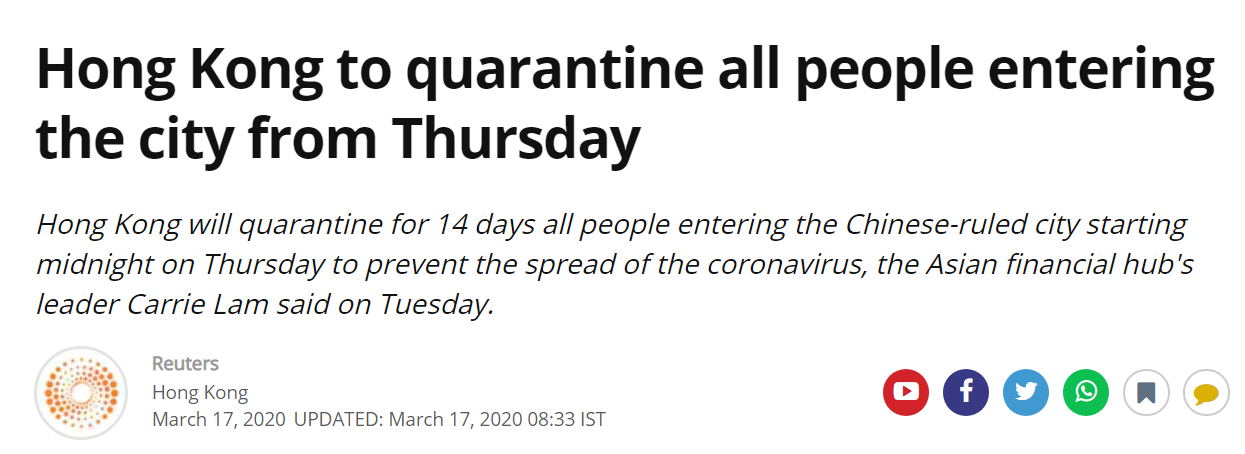 Hong Kong to quarantine all people entering
the city from Thursday
Hong Kong will quarantine for 14 days all people entering the Chinese-ruled city starting
midnight on Thursday to prevent the spread of the coronavirus, the Asian financial hub's
leader Carrie Lam said on Tuesday.
Reuters
Hong Kong
March 17, 2020 UPDATED: March 17, 2020 08:33 IST